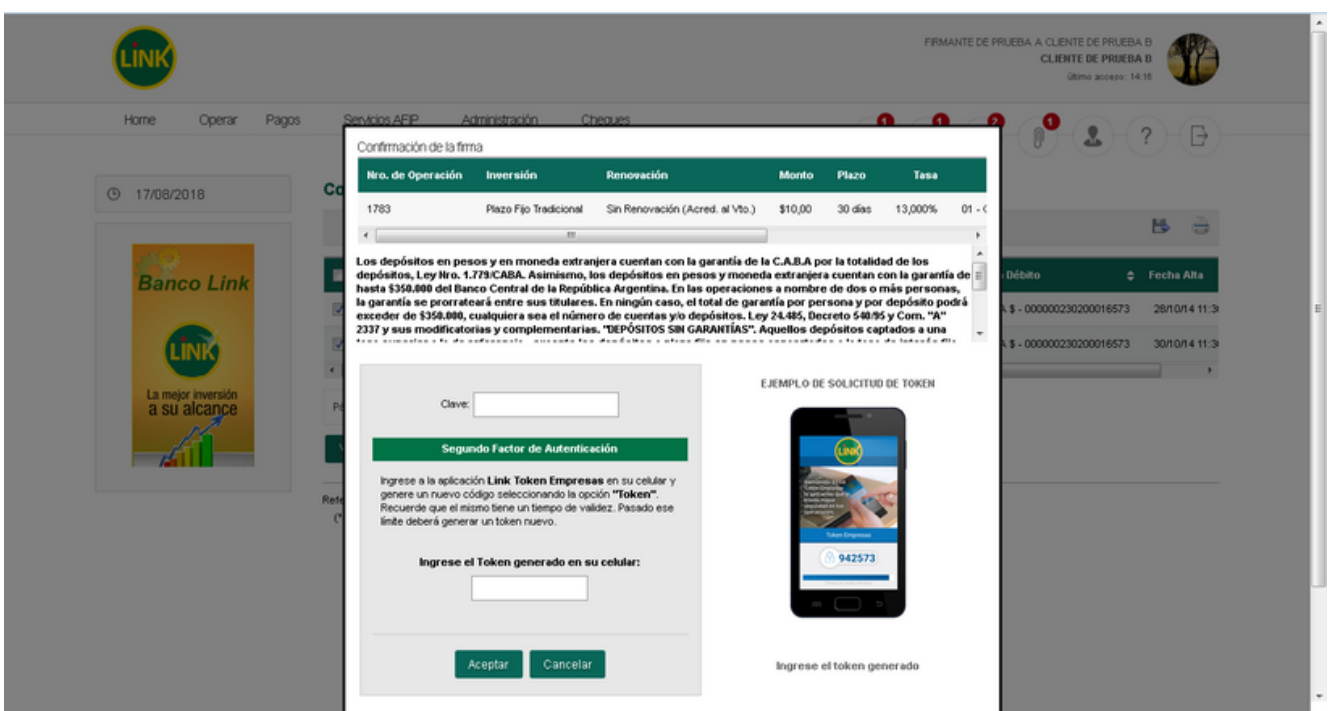 LINK
FIRMANTE DE PRUEBA A CLIENTE DE PRUEBA B
CLIENTE DE PRUEBA B
último acceso: 14:16
Home Operar Pagos Servicios AFIP Administración Cheques
1 1 2 1 ?
17/08/2018
Co
Banco Link
LINK
La mejor inversión
a su alcance
Débito Fecha Alta
A $ - 000000230200016573 28/10/14 11:3
A $ - 000000230200016573 30/10/14 11:3
Confirmación de la firma
Nro. de Operación Inversión Renovación Monto Plazo Tasa
1783 Plazo Fijo Tradicional Sin Renovación (Acred. al Vto.) $10,00 30 días 13,000% 01 -
Los depósitos en pesos y en moneda extranjera cuentan con la garantía de la C.A.B.A por la totalidad de los
depósitos, Ley Nro. 1.779/CABA. Asimismo, los depósitos en pesos y moneda extranjera cuentan con la garantía de
hasta $350.000 del Banco Central de la República Argentina. En las operaciones a nombre de dos o más personas,
la garantía se prorrateará entre sus titulares. En ningún caso, el total de garantía por persona y por depósito podrá
exceder de $350.000, cualquiera sea el número de cuentas y/o depósitos. Ley 24.485, Decreto 540/95 y Com. "A"
2337 y sus modificatorias y complementarias. "DEPÓSITOS SIN GARANTÍAS". Aquellos depósitos captados a una
Clave:
Segundo Factor de Autenticación
Ingrese a la aplicación Link Token Empresas en su celular y
genere un nuevo código seleccionando la opción "Token".
Recuerde que el mismo tiene un tiempo de validez. Pasado ese
límite deberá generar un token nuevo.
Ingrese el Token generado en su celular:
Aceptar Cancelar
EJEMPLO DE SOLICITUD DE TOKEN
LINK
Token Empresas
942573
Ingrese el token generado